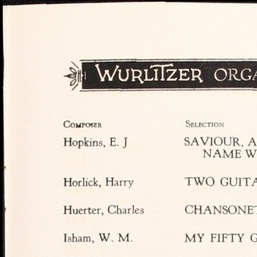 WURLITZER ORGA
COMPOSER SELECTION
Hopkins, E. J SAVIOUR, A
NAME W
Horlick, Harry TWO GUITA
Huerter, Charles CHANSONET
Isham, W. M. MY FIFTY G